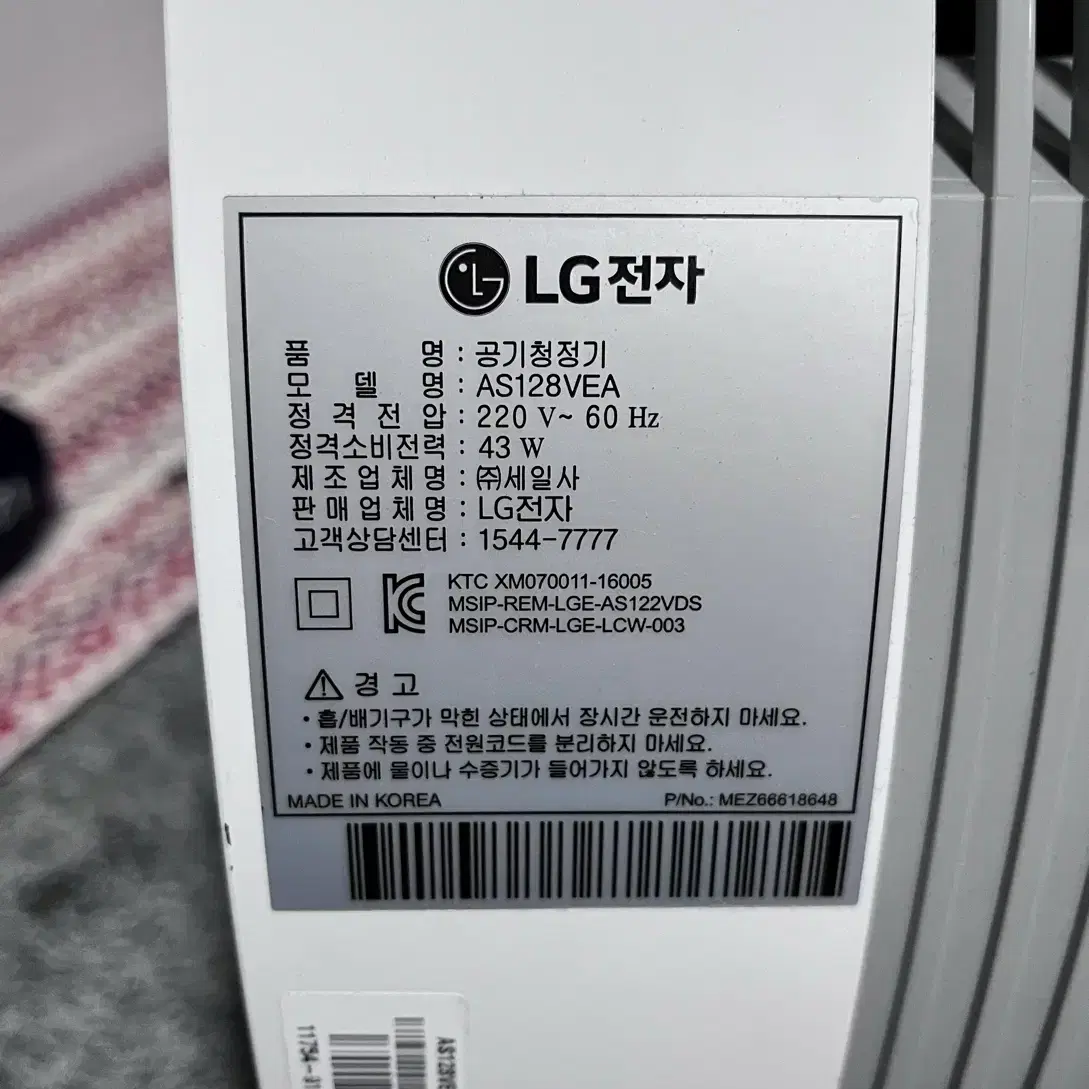 LG전자
품 명 : 공기청정기
모 델 명 : AS128VEA
정 격 전 압 : 220 V~ 60 Hz
정격소비전력 : 43 W
제 조 업 체 명 : ㈜세일사
판 매 업 체 명 : LG전자
고객상담센터 : 1544-7777
KTC XM070011-16005
MSIP-REM-LGE-AS122VDS
MSIP-CRM-LGE-LCW-003
경 고
• 흡/배기구가 막힌 상태에서 장시간 운전하지 마세요.
• 제품 작동 중 전원코드를 분리하지 마세요.
• 제품에 물이나 수증기가 들어가지 않도록 하세요.
MADE IN KOREA P/No.: MEZ66618648